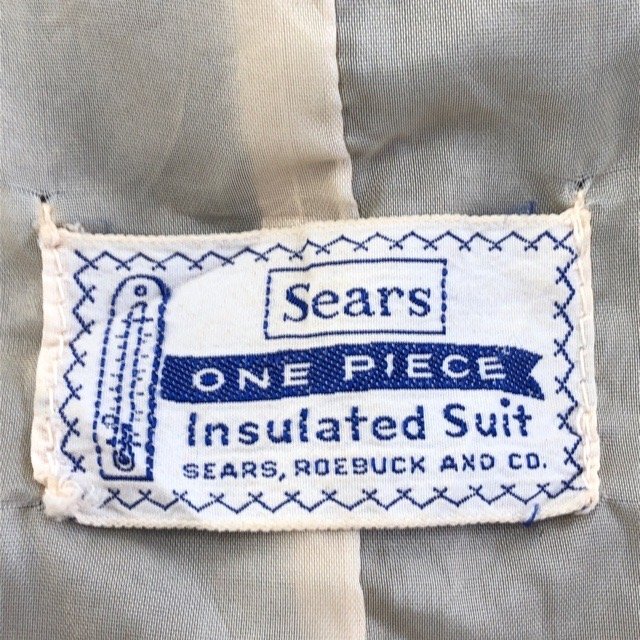 Sears
ONE PIECE
Insulated Suit
SEARS, ROEBUCK AND CO.